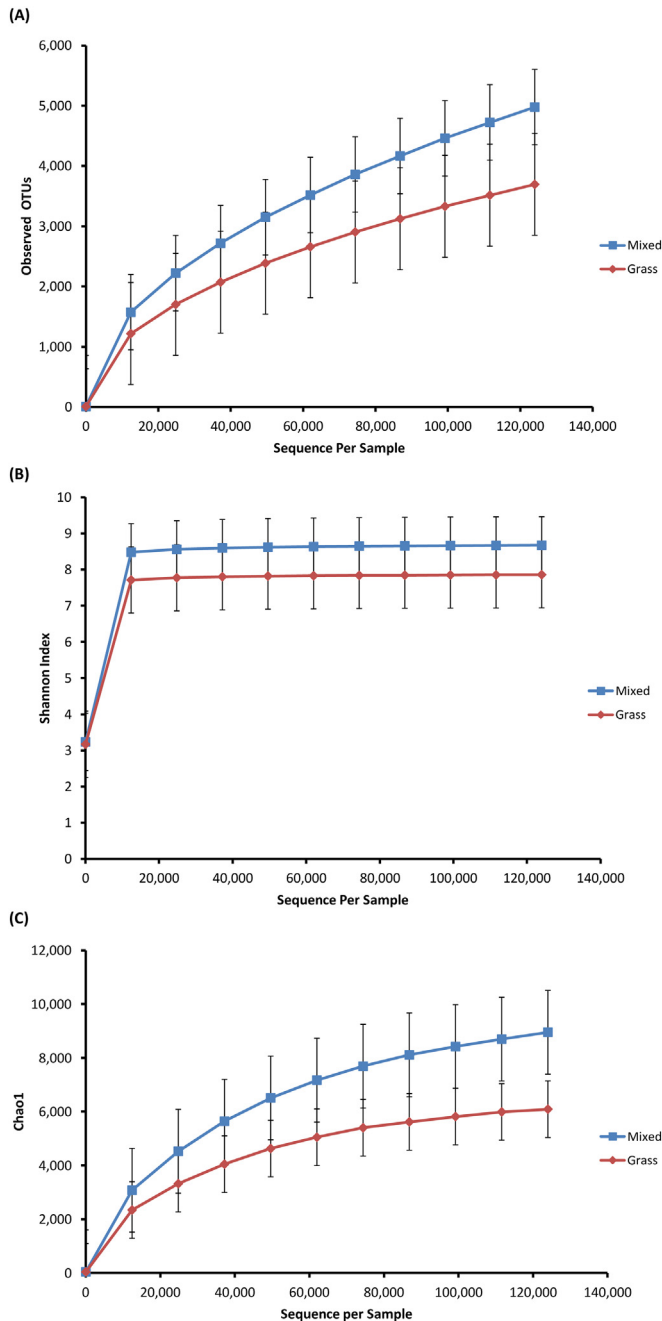 (A)
6,000
5,000
4,000
3,000
2,000
1,000
0
Observed OTUs
0 20,000 40,000 60,000 80,000 100,000 120,000 140,000
Sequence Per Sample
Mixed
Grass
(B)
10
9
8
7
6
5
4
3
2
1
0
Shannon Index
0 20,000 40,000 60,000 80,000 100,000 120,000 140,000
Sequence Per Sample
Mixed
Grass
(C)
12,000
10,000
8,000
6,000
4,000
2,000
0
Chao1
0 20,000 40,000 60,000 80,000 100,000 120,000 140,000
Sequence per Sample
Mixed
Grass